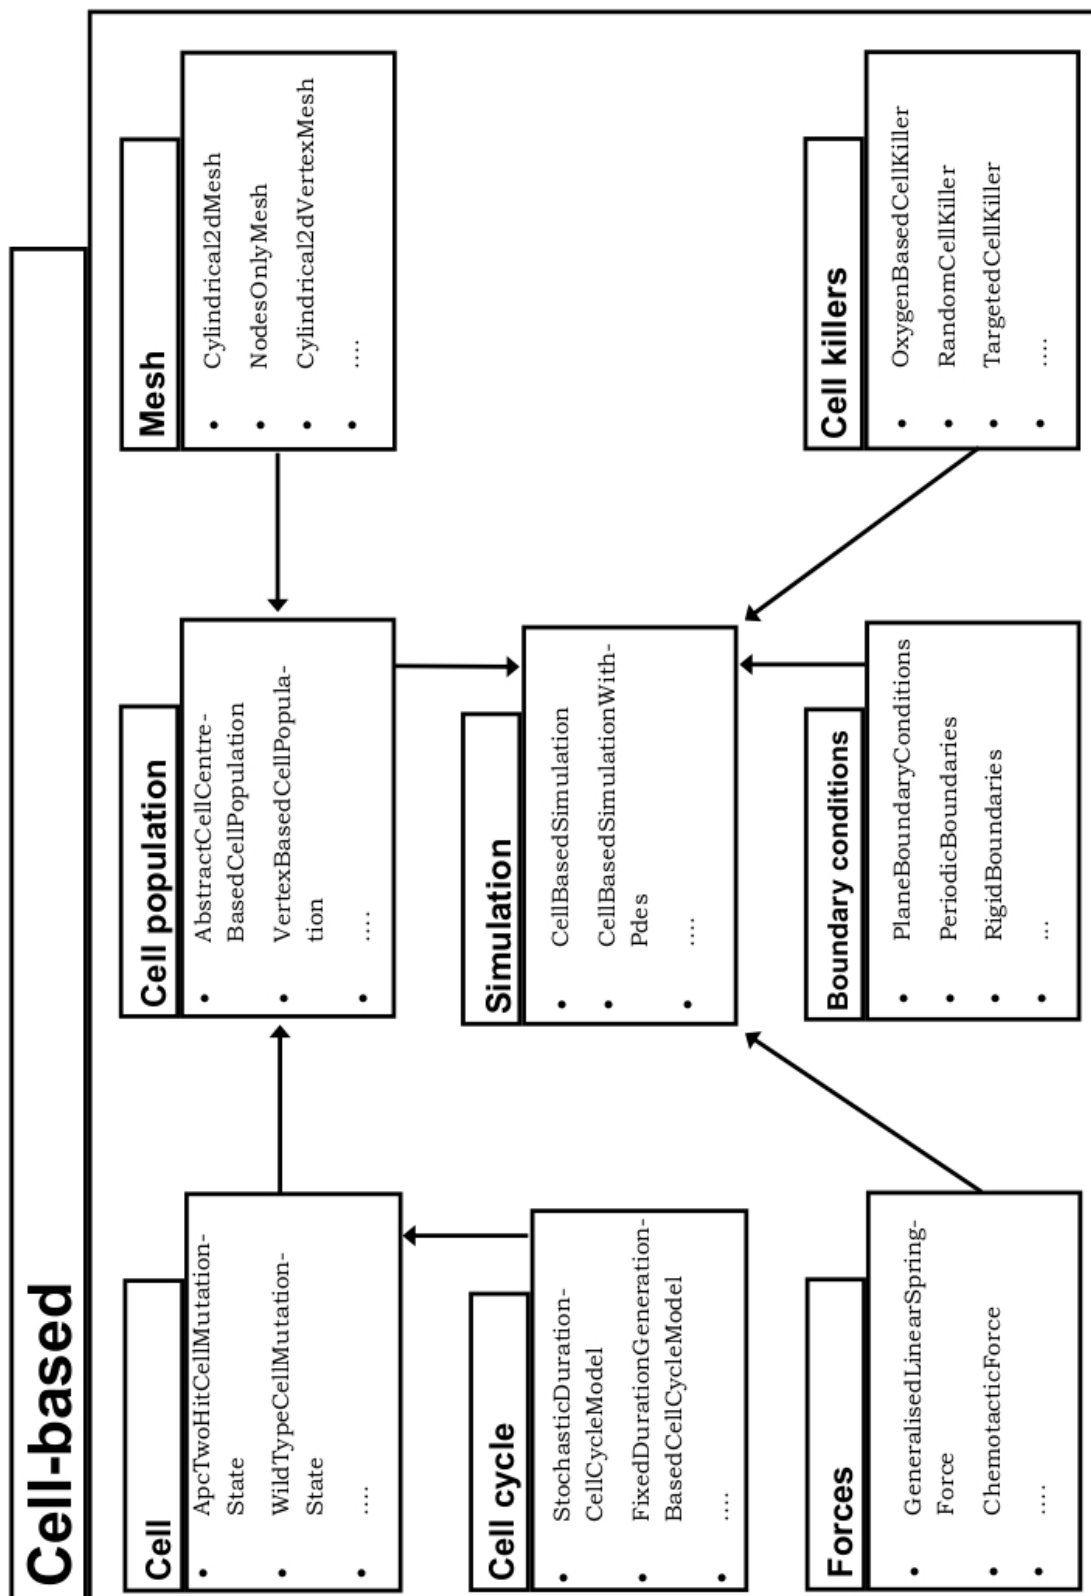 Cell-based
Cell
• ApcTwoHitCellMutation-
State
• WildTypeCellMutation-
State
• ....
Cell population
• AbstractCellCentre-
BasedCellPopulation
• VertexBasedCellPopula-
tion
• ....
Mesh
• Cylindrical2dMesh
• NodesOnlyMesh
• Cylindrical2dVertexMesh
• ....
Cell cycle
• StochasticDuration-
CellCycleModel
• FixedDurationGeneration-
BasedCellCycleModel
• ....
Simulation
• CellBasedSimulation
• CellBasedSimulationWith-
Pdes
• ....
Forces
• GeneralisedLinearSpring-
Force
• ChemotacticForce
• ....
Boundary conditions
• PlaneBoundaryConditions
• PeriodicBoundaries
• RigidBoundaries
• ...
Cell killers
• OxygenBasedCellKiller
• RandomCellKiller
• TargetedCellKiller
• ....